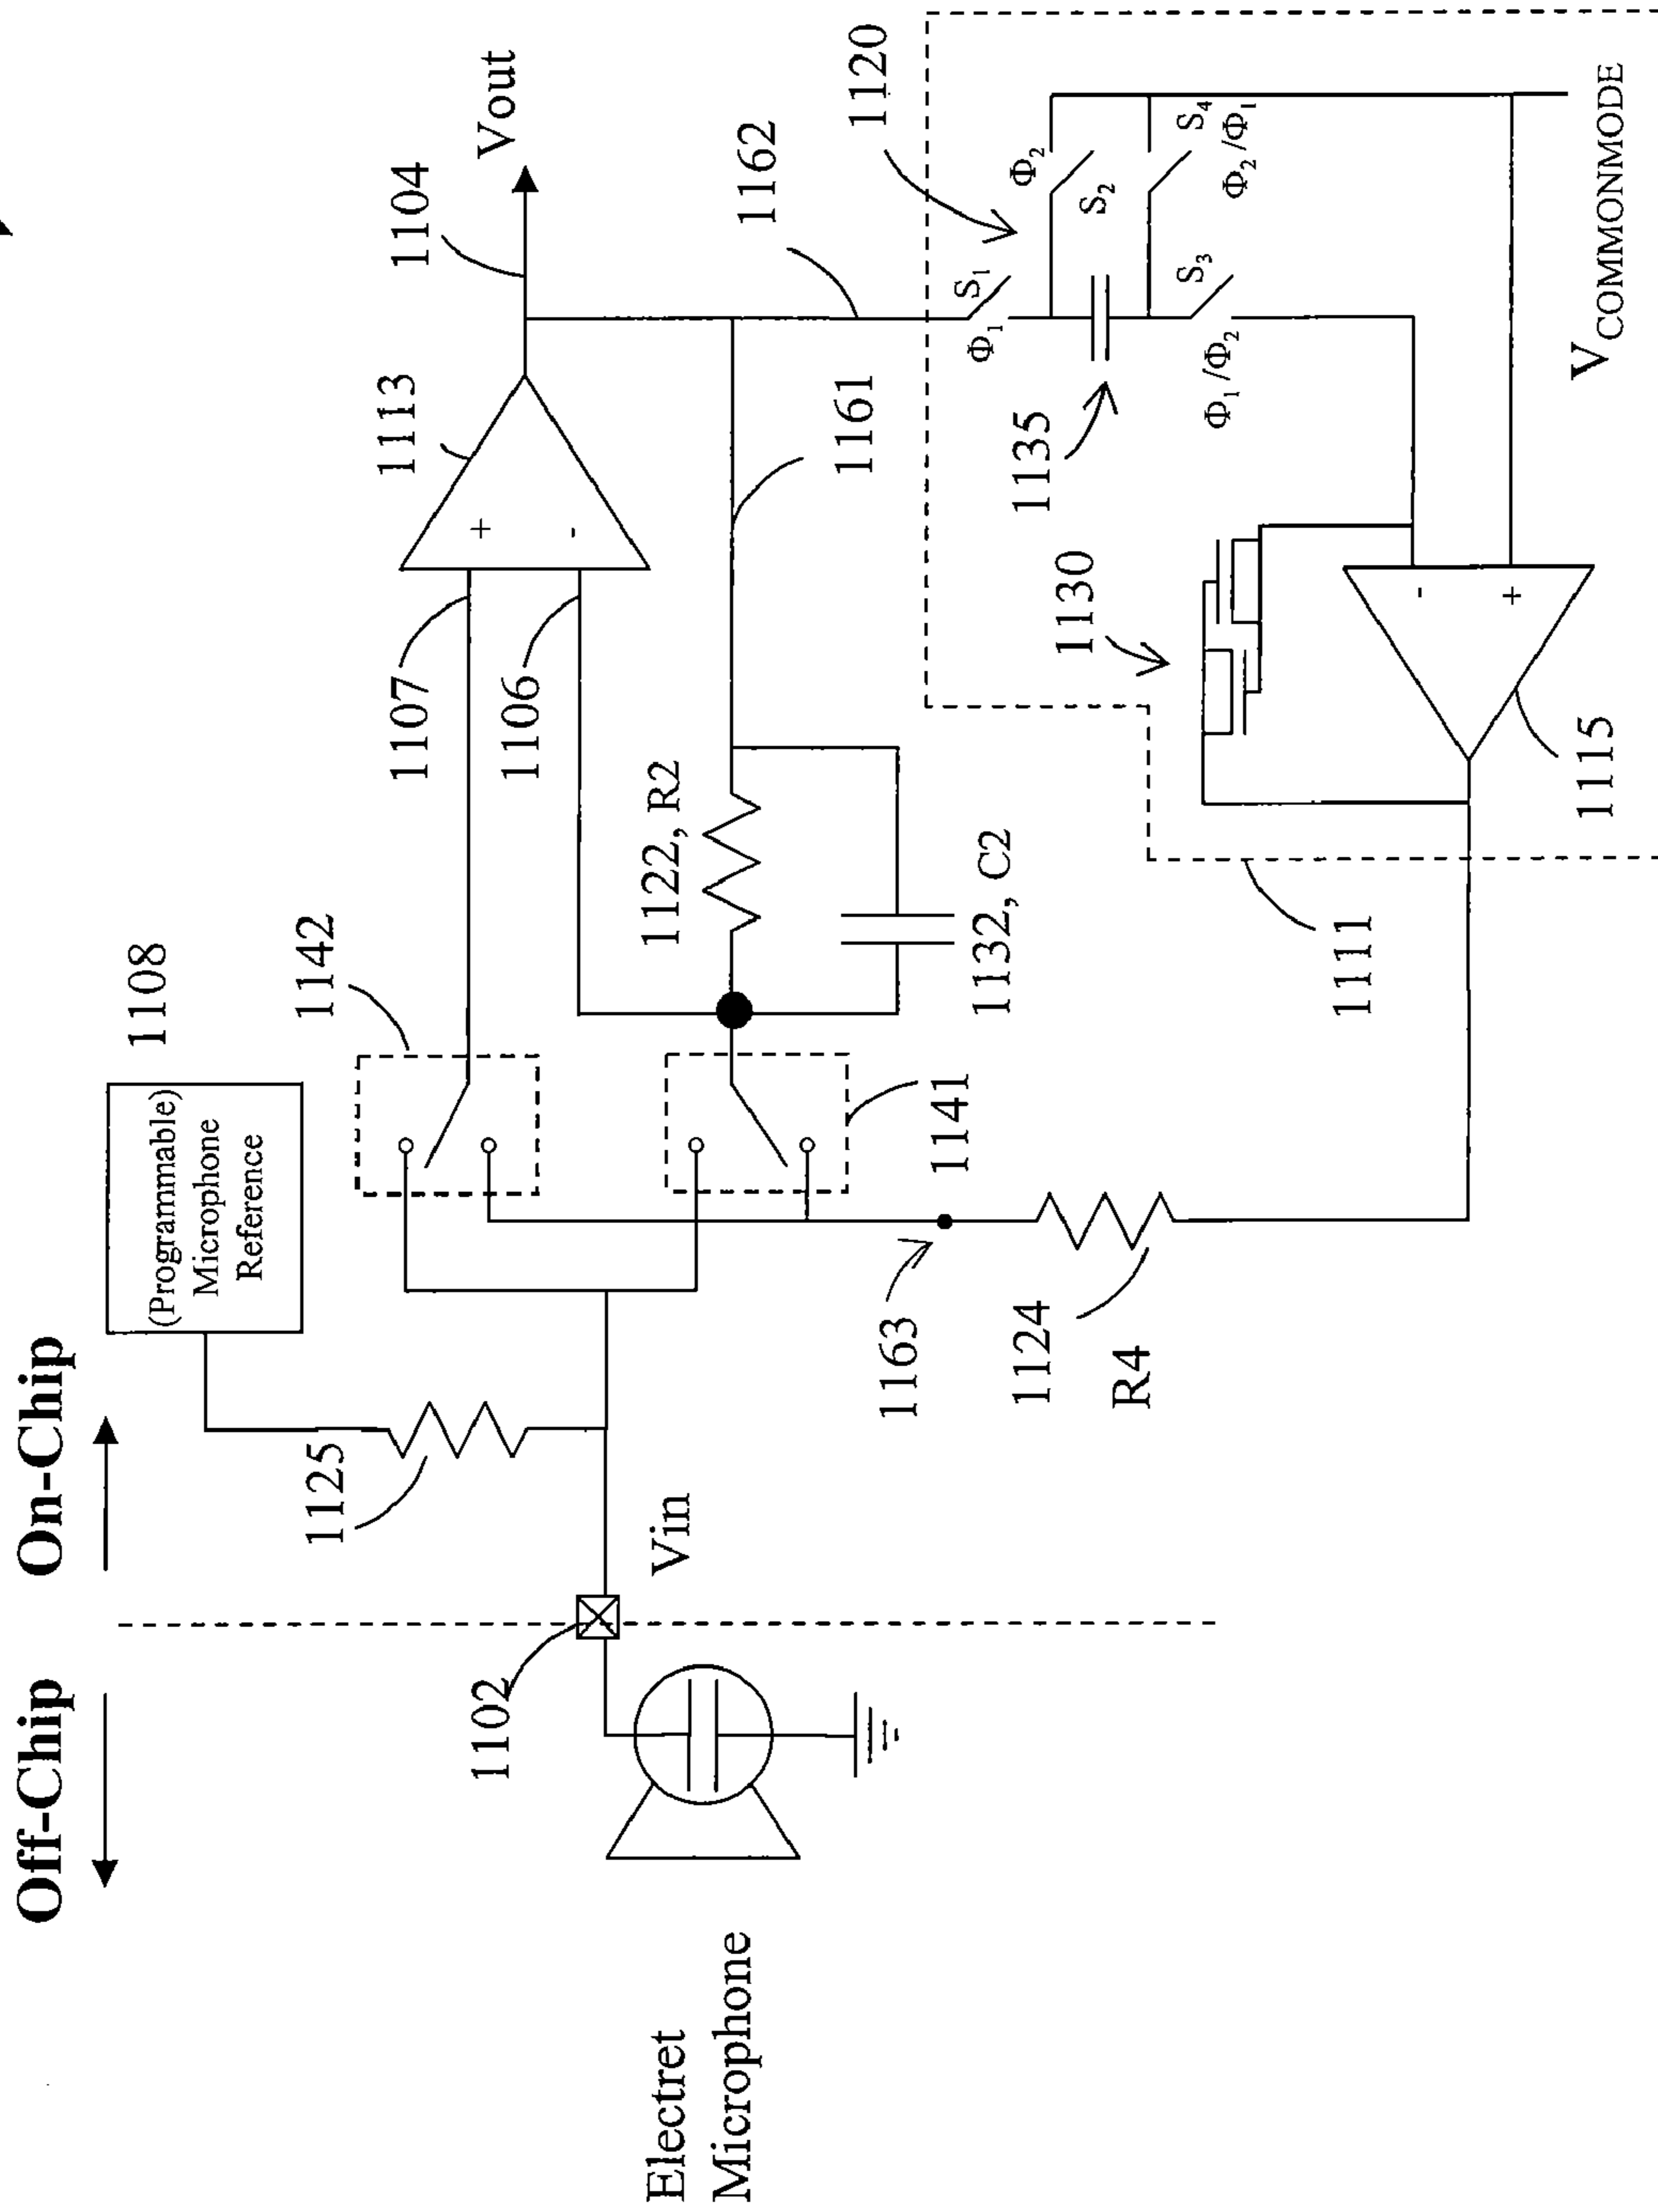 Off-Chip
On-Chip
Electret
Microphone
1102
Vin
1125
1108
(Programmable)
Microphone
Reference
1142
1141
1163
1124
R4
1107
1106
1113
+
-
1104
Vout
1122, R2
1132, C2
1161
1162
1120
Φ1
S1
Φ2
S2
S3
Φ1/Φ2
S4
Φ2/Φ1
1135
1130
-
+
1115
1111
VCOMMONMODE